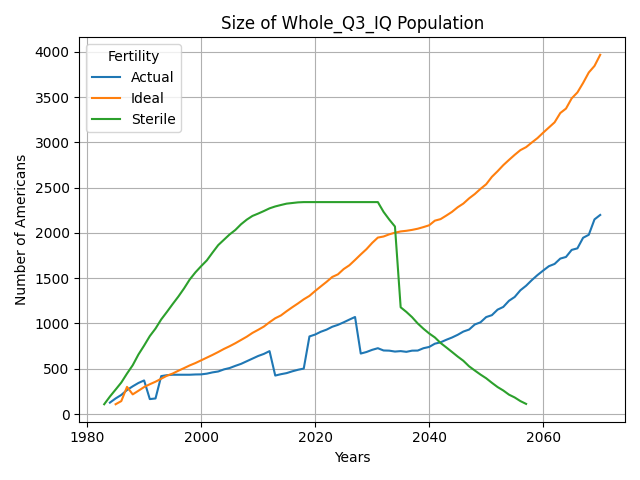 Size of Whole_Q3_IQ Population
Fertility
Actual
Ideal
Sterile
Number of Americans
4000
3500
3000
2500
2000
1500
1000
500
0
1980
2000
2020
2040
2060
Years